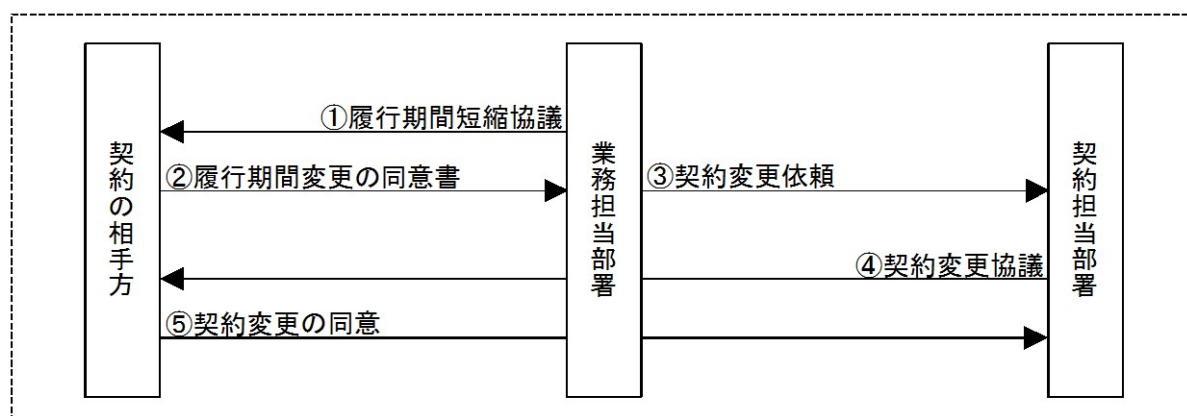 契約の相手方
業務担当部署
契約担当部署
①履行期間短縮協議
②履行期間変更の同意書
③契約変更依頼
④契約変更協議
⑤契約変更の同意